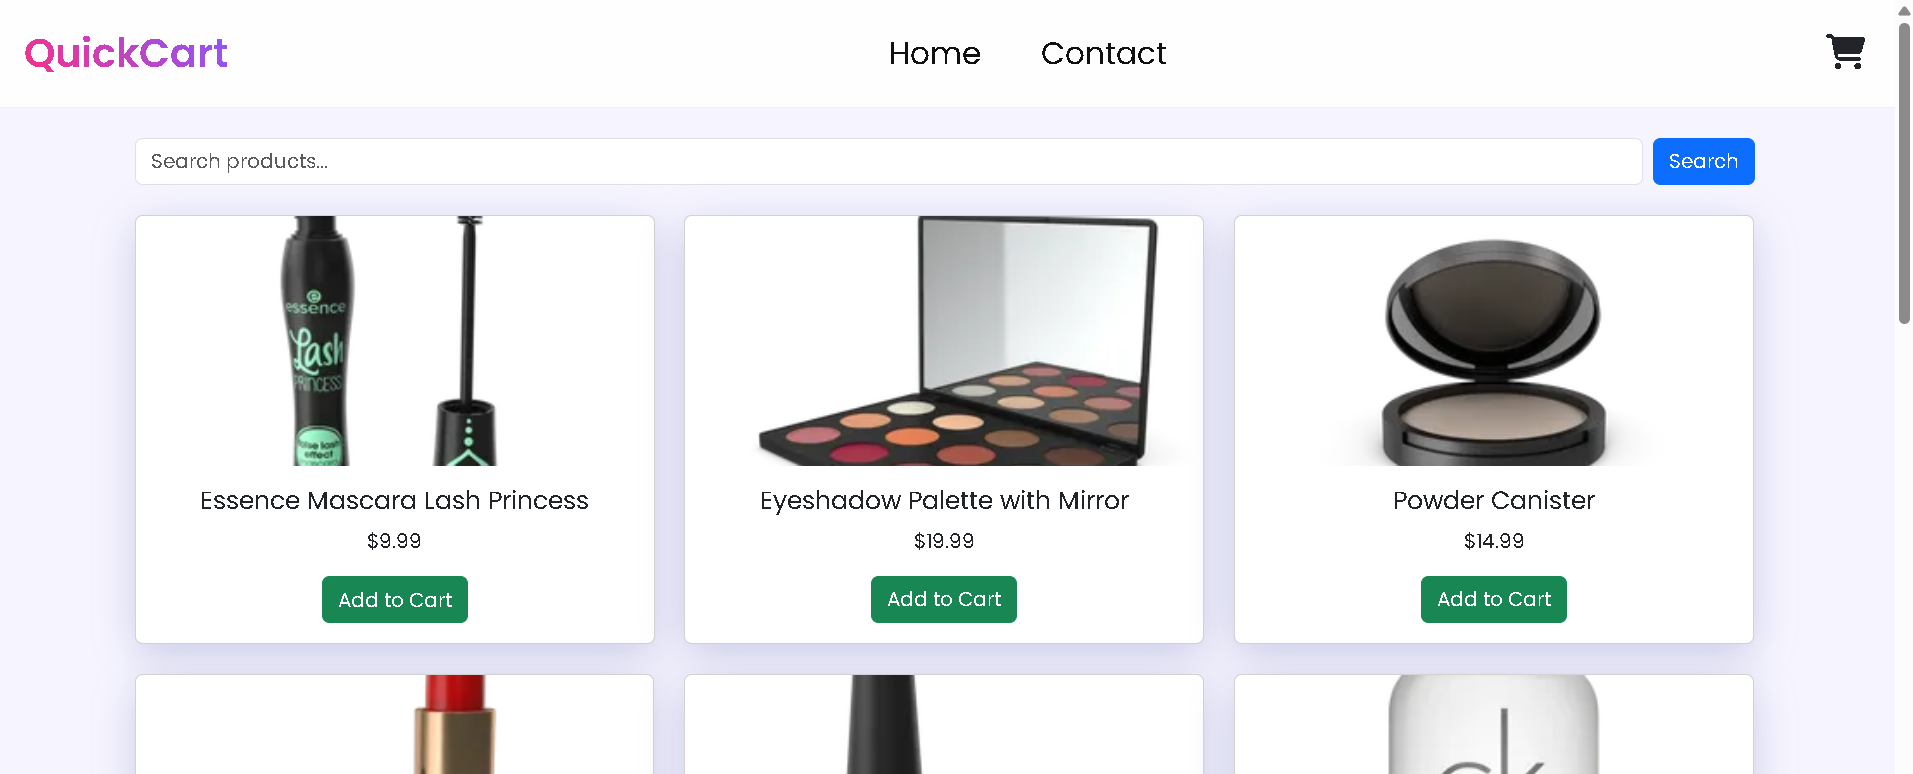 QuickCart
Home
Contact
Search products...
Search
essence
Lash
PRINCESS
false lash
effect
mascara
Essence Mascara Lash Princess
$9.99
Add to Cart
Eyeshadow Palette with Mirror
$19.99
Add to Cart
Powder Canister
$14.99
Add to Cart
ck